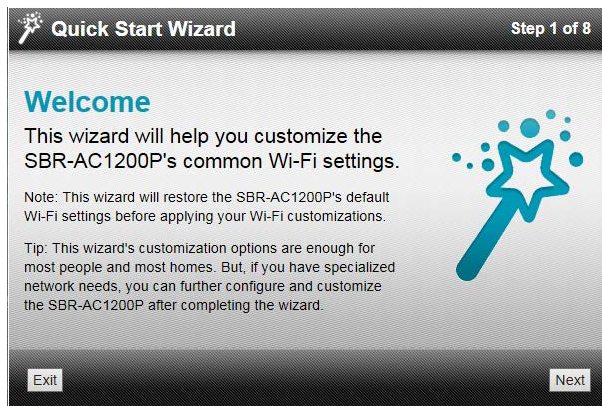 Quick Start Wizard
Step 1 of 8
Welcome
This wizard will help you customize the
SBR-AC1200P's common Wi-Fi settings.
Note: This wizard will restore the SBR-AC1200P's default
Wi-Fi settings before applying your Wi-Fi customizations.
Tip: This wizard's customization options are enough for
most people and most homes. But, if you have specialized
network needs, you can further configure and customize
the SBR-AC1200P after completing the wizard.
Exit
Next